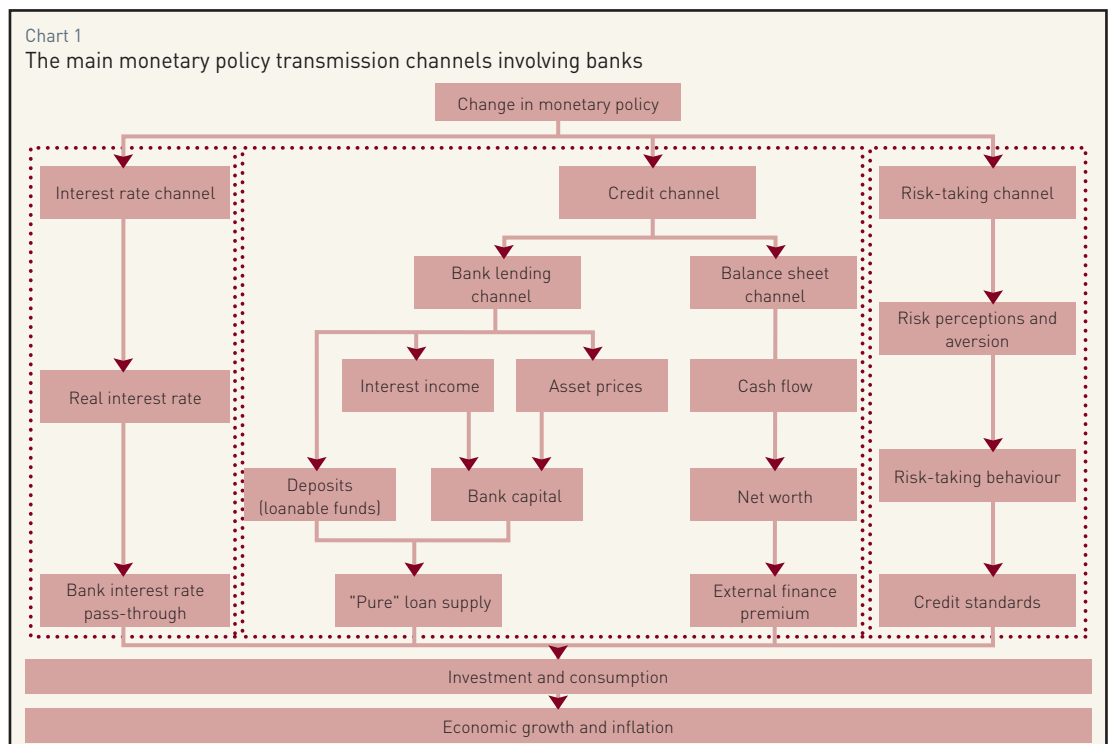 Chart 1
The main monetary policy transmission channels involving banks
Change in monetary policy
Interest rate channel
Credit channel
Risk-taking channel
Bank lending
channel
Balance sheet
channel
Risk perceptions and
aversion
Interest income
Asset prices
Cash flow
Real interest rate
Risk-taking behaviour
Deposits
(loanable funds)
Bank capital
Net worth
Bank interest rate
pass-through
"Pure" loan supply
External finance
premium
Credit standards
Investment and consumption
Economic growth and inflation